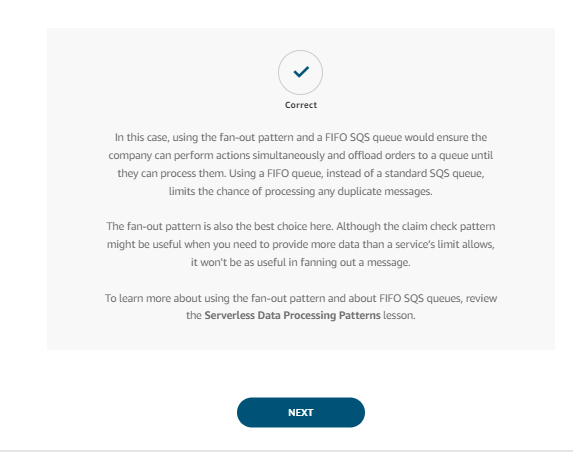 Correct
In this case, using the fan-out pattern and a FIFO SQS queue would ensure the
company can perform actions simultaneously and offload orders to a queue until
they can process them. Using a FIFO queue, instead of a standard SQS queue,
limits the chance of processing any duplicate messages.
The fan-out pattern is also the best choice here. Although the claim check pattern
might be useful when you need to provide more data than a service's limit allows,
it won't be as useful in fanning out a message.
To learn more about using the fan-out pattern and about FIFO SQS queues, review
the Serverless Data Processing Patterns lesson.
NEXT